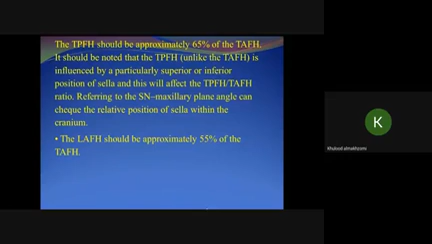 The TPFH should be approximately 65% of the TAFH.
It should be noted that the TPFH (unlike the TAFH) is
influenced by a particularly superior or inferior
position of sella and this will affect the TPFH/TAFH
ratio. Referring to the SN–maxillary plane angle can
cheque the relative position of sella within the
cranium.
• The LAFH should be approximately 55% of the
TAFH.
K